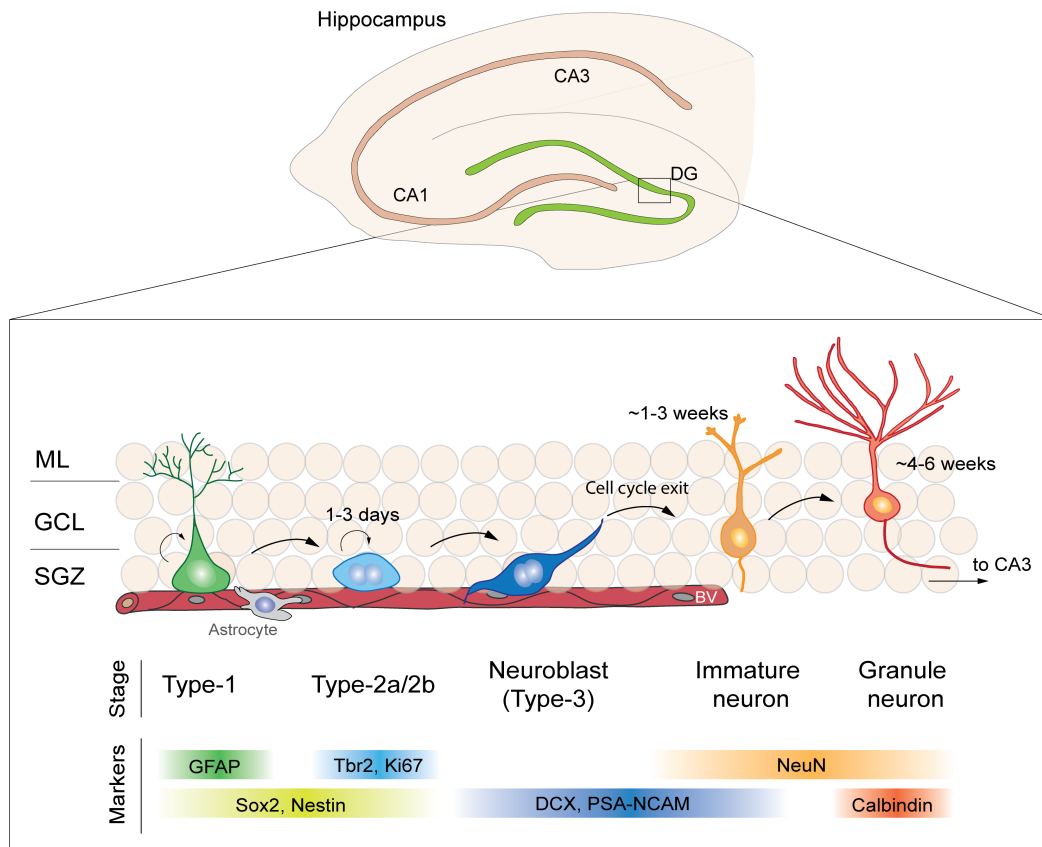 Hippocampus
CA3
DG
CA1
~1-3 weeks
ML
~4-6 weeks
Cell cycle exit
GCL
1-3 days
SGZ
to CA3
BV
Astrocyte
Stage
Type-1
Type-2a/2b
Neuroblast
(Type-3)
Immature
neuron
Granule
neuron
Markers
GFAP
Tbr2, Ki67
NeuN
Sox2, Nestin
DCX, PSA-NCAM
Calbindin